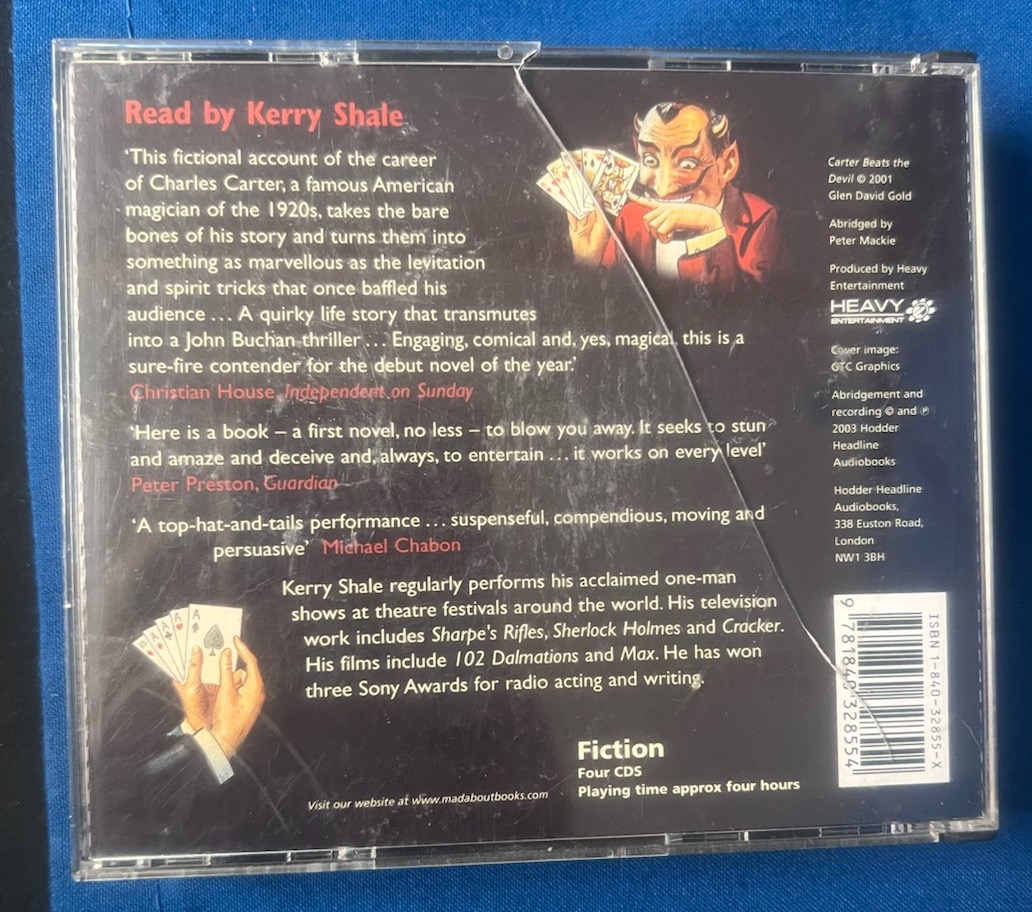 Read by Kerry Shale
‘This fictional account of the career
of Charles Carter, a famous American
magician of the 1920s, takes the bare
bones of his story and turns them into
something as marvellous as the levitation
and spirit tricks that once baffled his
audience ... A quirky life story that transmutes
into a John Buchan thriller ... Engaging, comical and, yes, magical, this is a
sure-fire contender for the debut novel of the year.’
Christian House, Independent on Sunday
‘Here is a book – a first novel, no less – to blow you away. It seeks to stun
and amaze and deceive and, always, to entertain ... it works on every level’
Peter Preston, Guardian
‘A top-hat-and-tails performance ... suspenseful, compendious, moving and
persuasive’ Michael Chabon
Kerry Shale regularly performs his acclaimed one-man
shows at theatre festivals around the world. His television
work includes Sharpe's Rifles, Sherlock Holmes and Cracker.
His films include 102 Dalmations and Max. He has won
three Sony Awards for radio acting and writing.
Fiction
Four CDS
Playing time approx four hours
Visit our website at www.madaboutbooks.com
Carter Beats the
Devil © 2001
Glen David Gold
Abridged by
Peter Mackie
Produced by Heavy
Entertainment
HEAVY
ENTERTAINMENT
Cover image:
GTC Graphics
Abridgement and
recording © and ℗
2003 Hodder
Headline
Audiobooks
Hodder Headline
Audiobooks,
338 Euston Road,
London
NW1 3BH
ISBN 1-840-32855-X
9 781840 328554
A
A
A
A